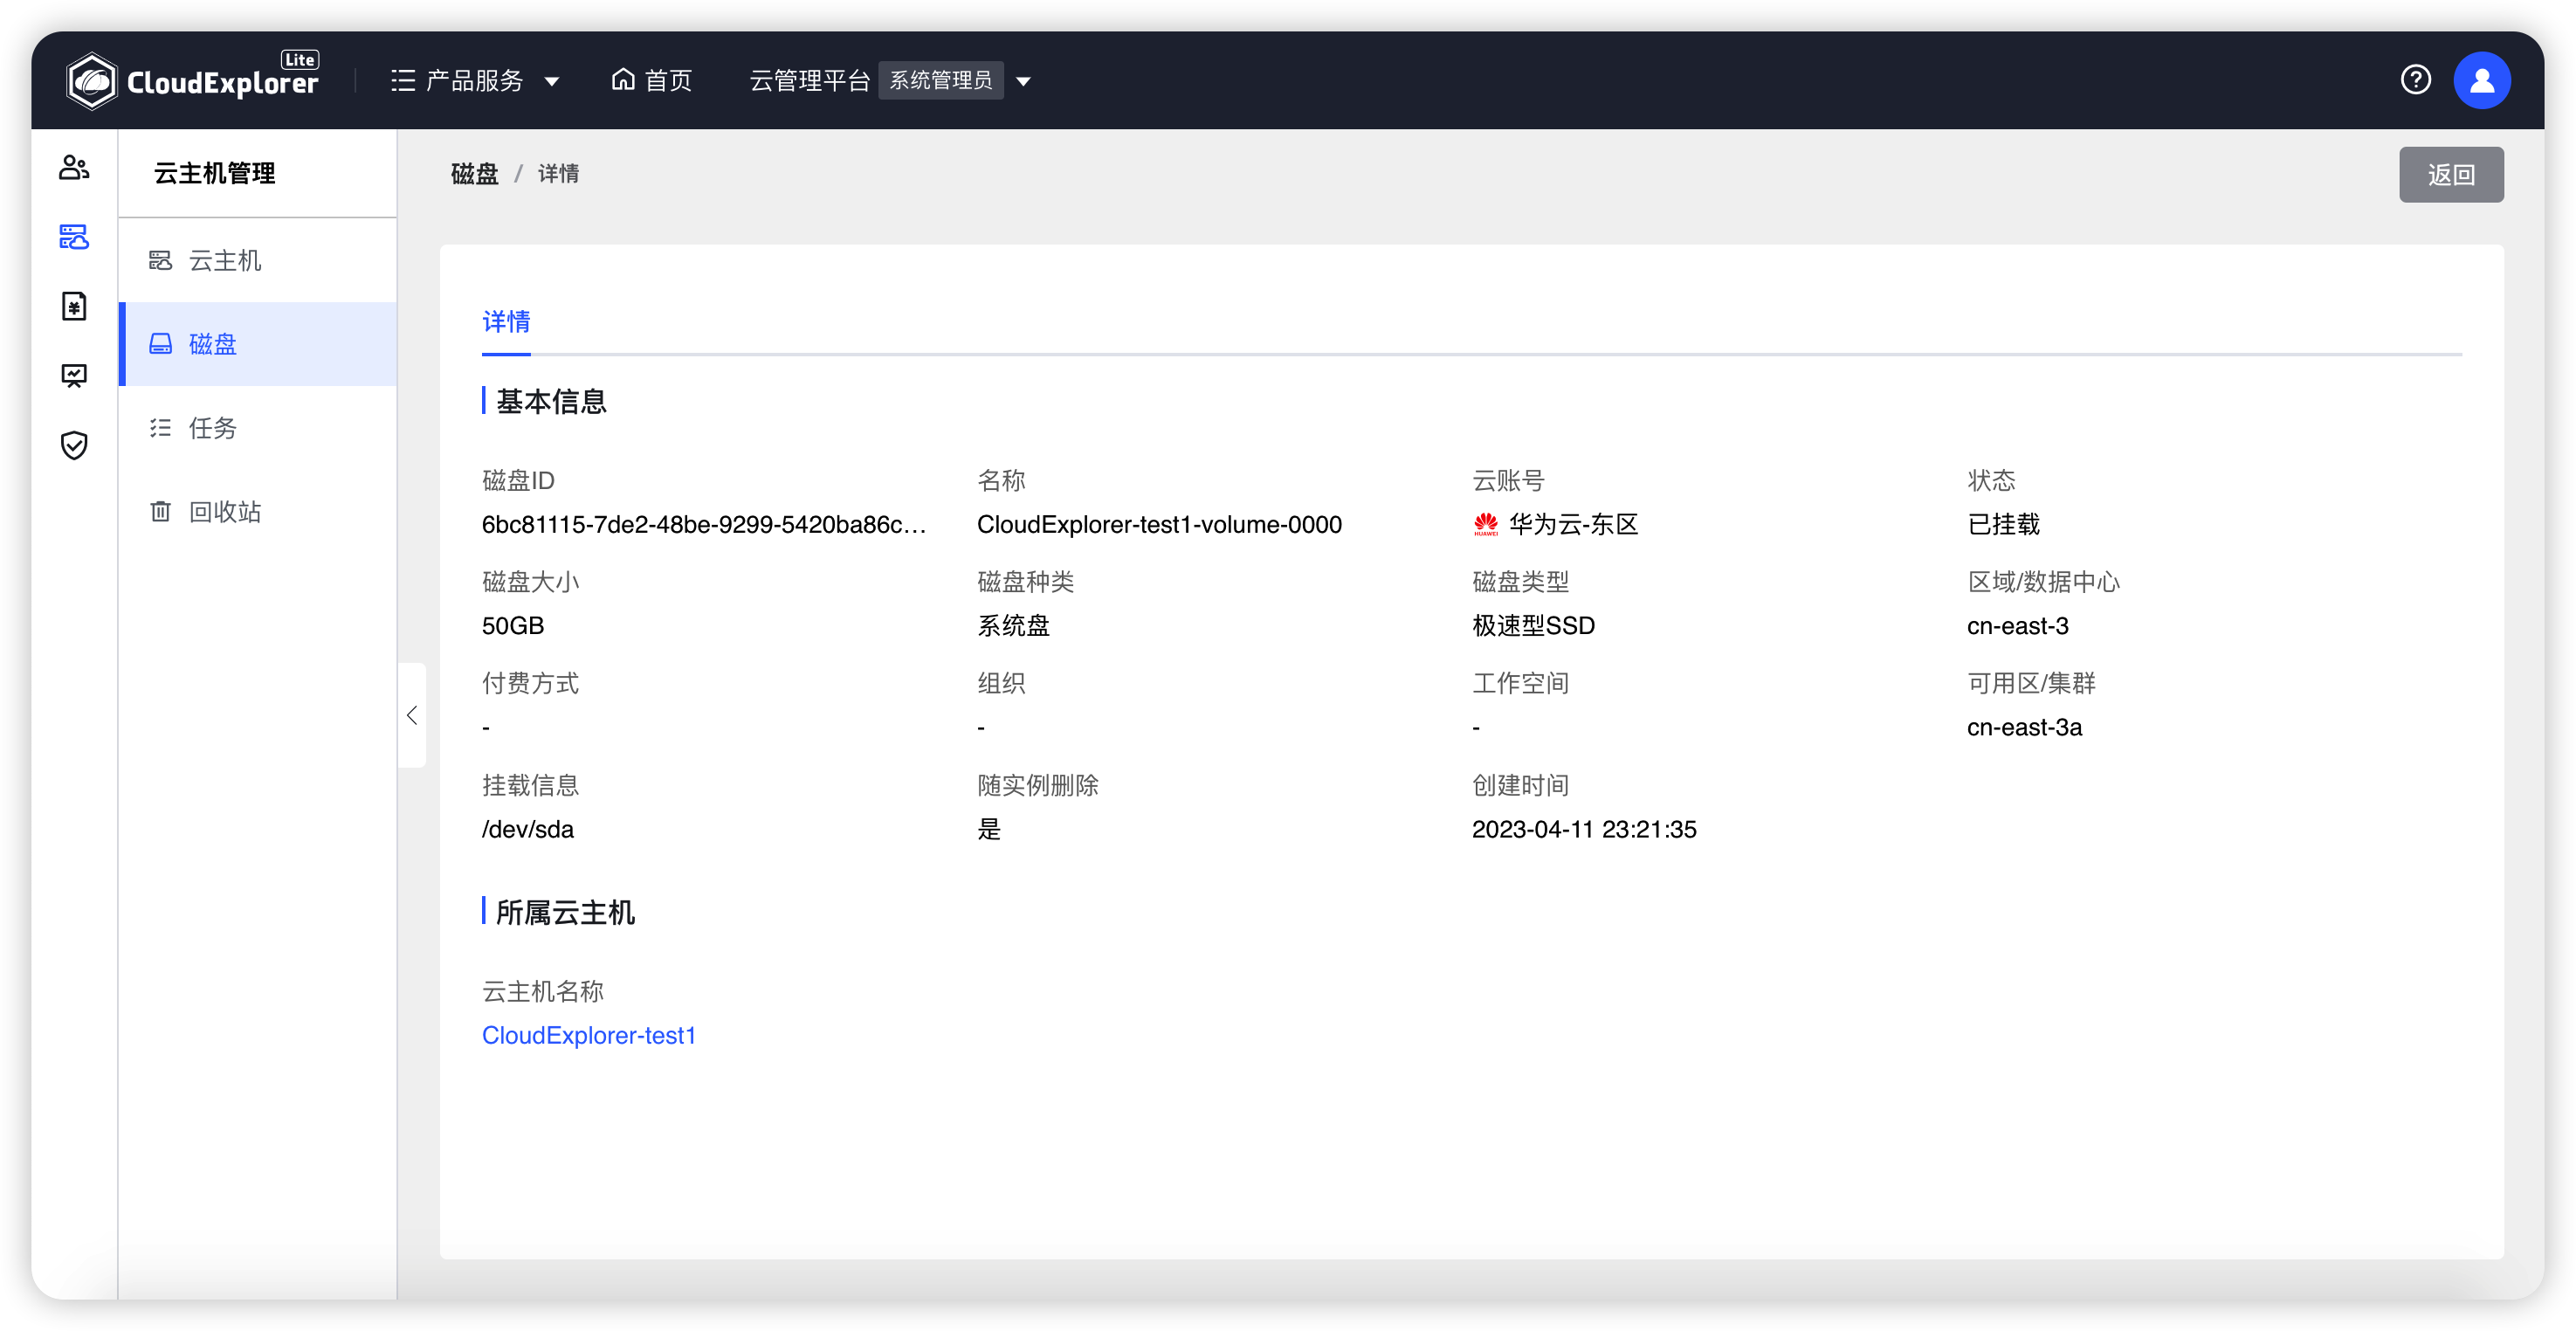 CloudExplorer Lite
产品服务
首页
云管理平台 系统管理员
云主机管理
云主机
磁盘
任务
回收站
磁盘 / 详情
返回
详情
基本信息
磁盘ID 名称 云账号 状态
6bc81115-7de2-48be-9299-5420ba86c... CloudExplorer-test1-volume-0000 HUAWEI 华为云-东区 已挂载
磁盘大小 磁盘种类 磁盘类型 区域/数据中心
50GB 系统盘 极速型SSD cn-east-3
付费方式 组织 工作空间 可用区/集群
- - - cn-east-3a
挂载信息 随实例删除 创建时间
/dev/sda 是 2023-04-11 23:21:35
所属云主机
云主机名称
CloudExplorer-test1